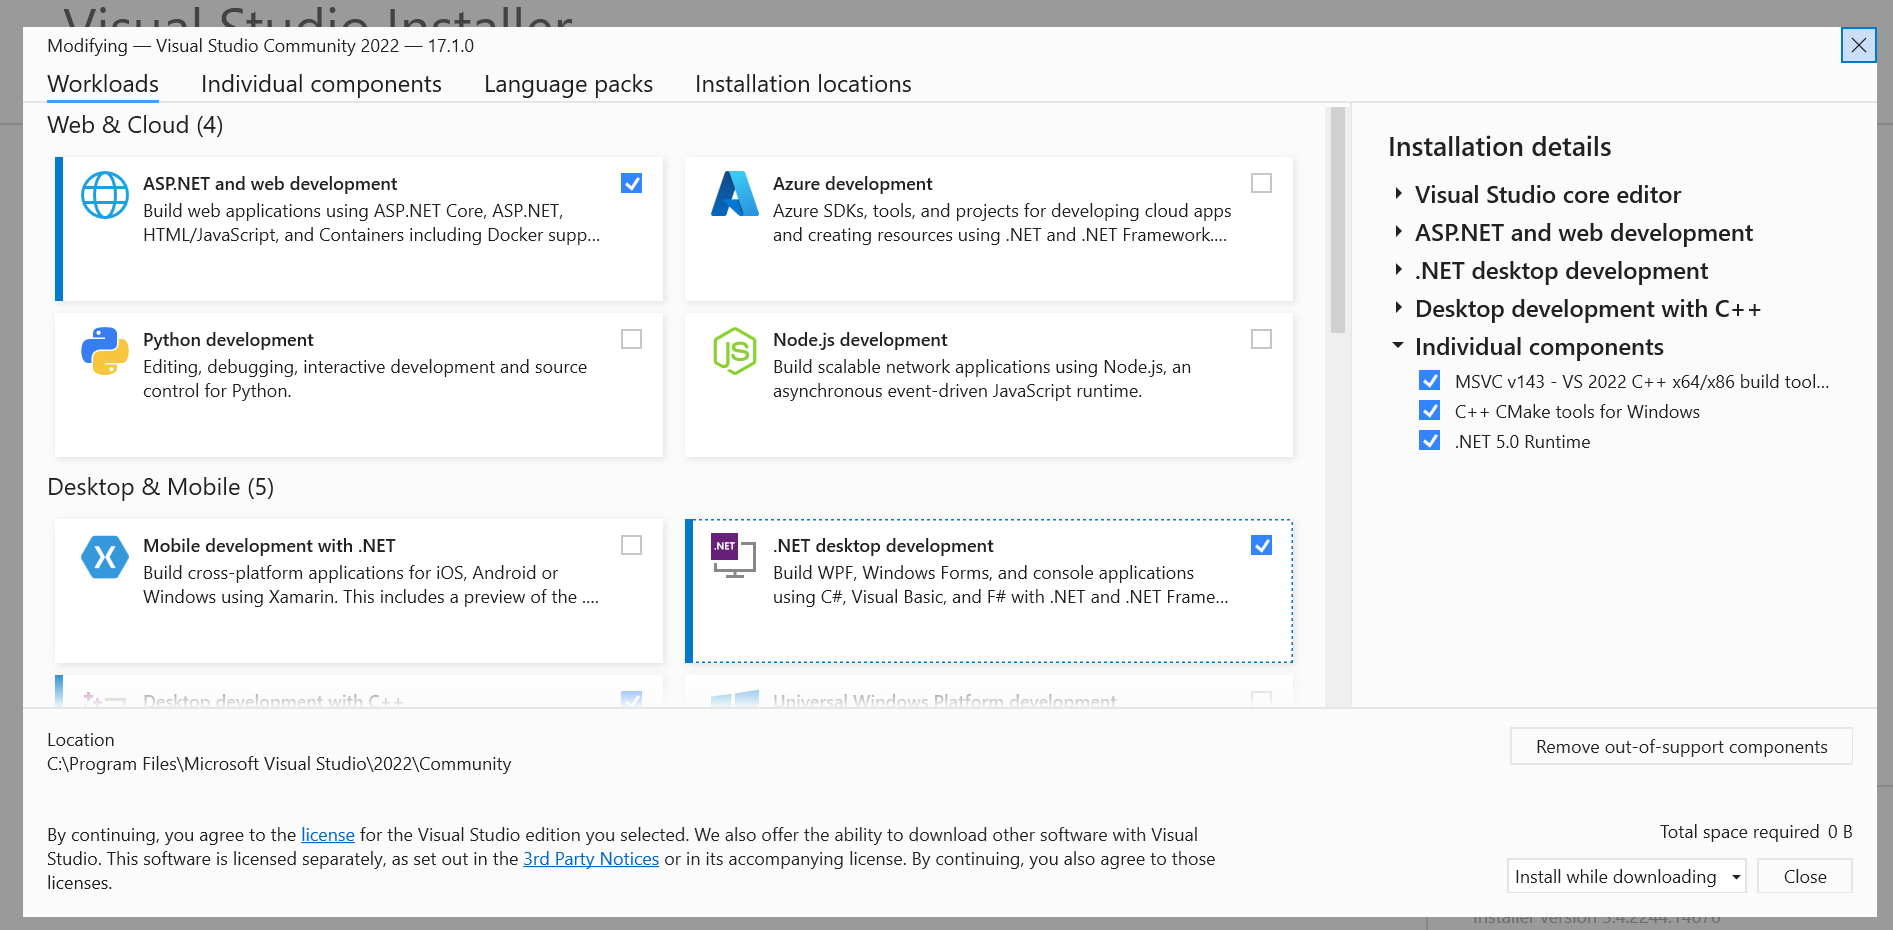 Visual Studio Installer
Modifying — Visual Studio Community 2022 — 17.1.0
Workloads
Individual components
Language packs
Installation locations
Web & Cloud (4)
ASP.NET and web development
Build web applications using ASP.NET Core, ASP.NET,
HTML/JavaScript, and Containers including Docker supp...
Azure development
Azure SDKs, tools, and projects for developing cloud apps
and creating resources using .NET and .NET Framework....
Python development
Editing, debugging, interactive development and source
control for Python.
JS
Node.js development
Build scalable network applications using Node.js, an
asynchronous event-driven JavaScript runtime.
Desktop & Mobile (5)
Mobile development with .NET
Build cross-platform applications for iOS, Android or
Windows using Xamarin. This includes a preview of the ....
.NET
.NET desktop development
Build WPF, Windows Forms, and console applications
using C#, Visual Basic, and F# with .NET and .NET Frame...
Desktop development with C++
Universal Windows Platform development
Installation details
Visual Studio core editor
ASP.NET and web development
.NET desktop development
Desktop development with C++
Individual components
MSVC v143 - VS 2022 C++ x64/x86 build tool...
C++ CMake tools for Windows
.NET 5.0 Runtime
Location
C:\Program Files\Microsoft Visual Studio\2022\Community
Remove out-of-support components
By continuing, you agree to the license for the Visual Studio edition you selected. We also offer the ability to download other software with Visual
Studio. This software is licensed separately, as set out in the 3rd Party Notices or in its accompanying license. By continuing, you also agree to those
licenses.
Total space required 0 B
Install while downloading
Close
Installer version 3.4.2244.14676